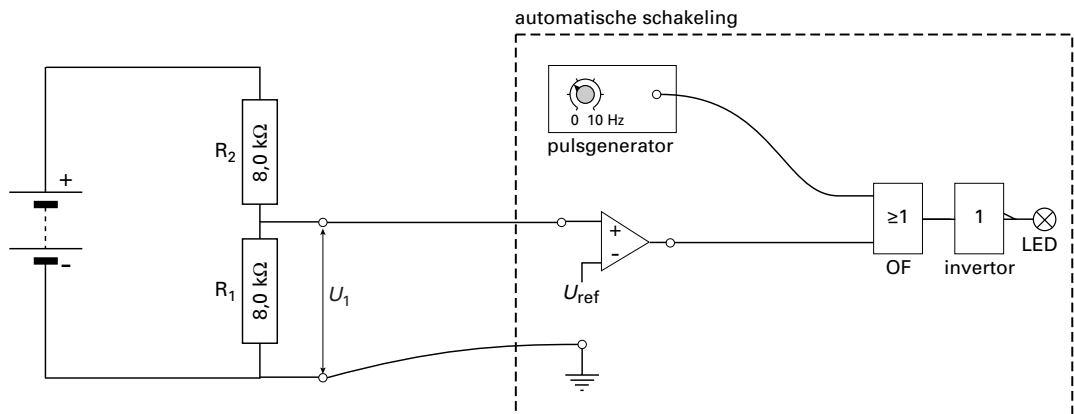 automatische schakeling
0 10 Hz
pulsgenerator
+
-
R2
8,0 kΩ
R1
8,0 kΩ
U1
+
-
Uref
≥1
OF
1
invertor
LED